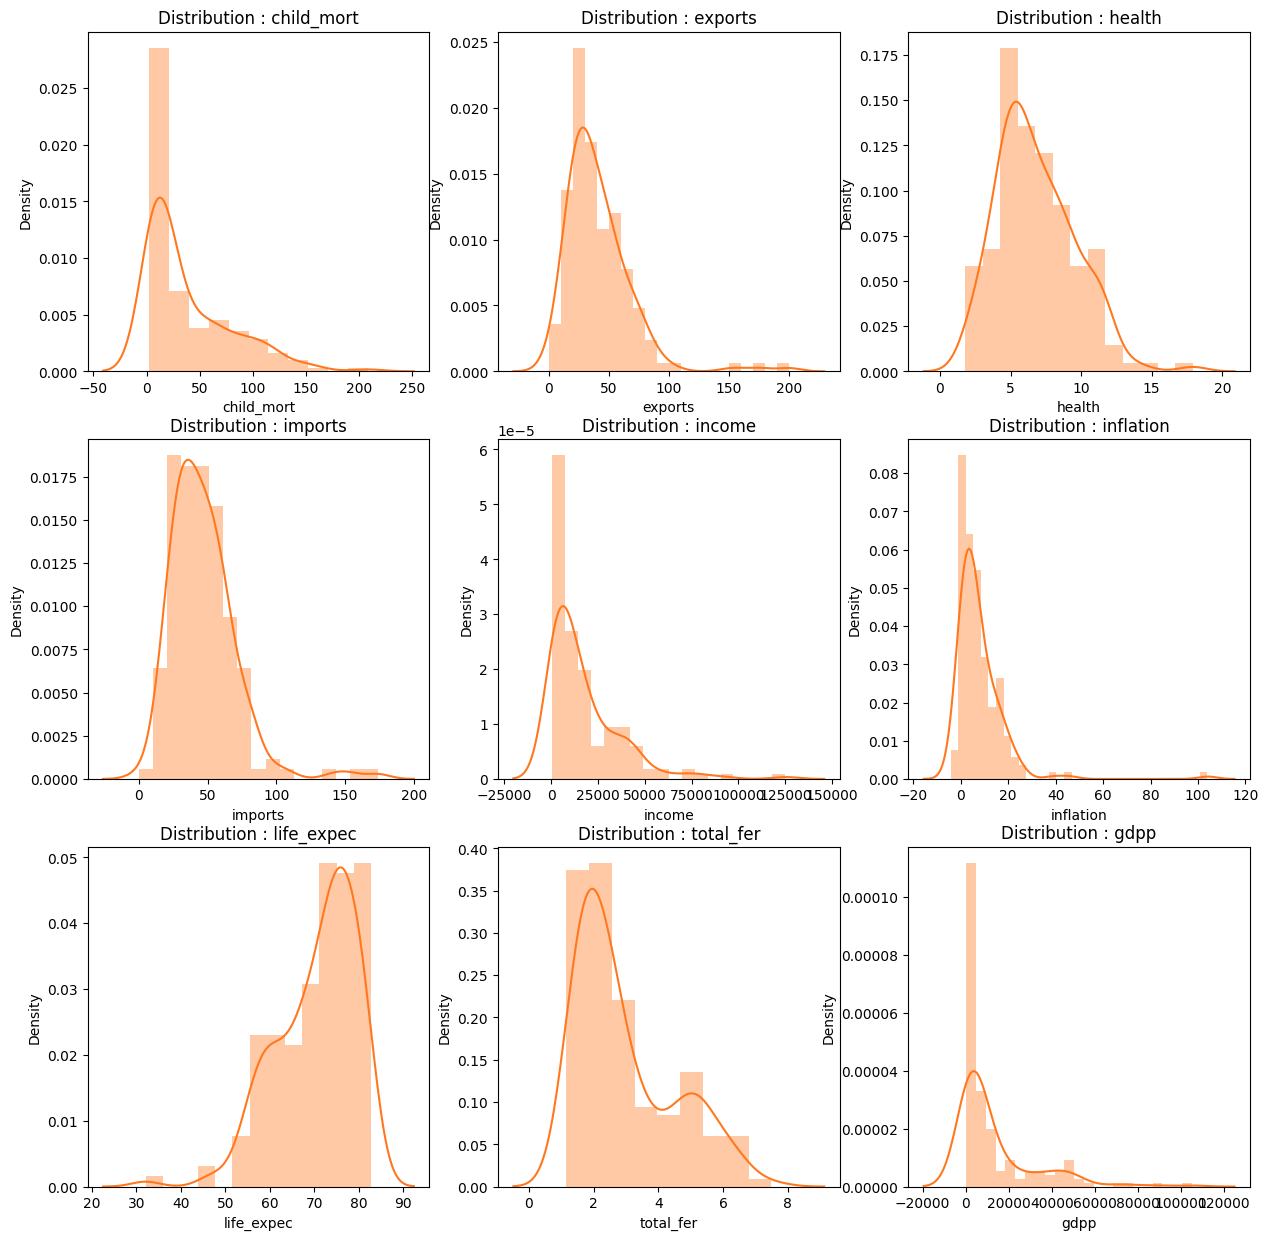 Distribution : child_mort
0.025
0.020
0.015
0.010
0.005
0.000
Density
−50 0 50 100 150 200 250
child_mort
Distribution : exports
0.025
0.020
0.015
0.010
0.005
0.000
Density
0 50 100 150 200
exports
Distribution : health
0.175
0.150
0.125
0.100
0.075
0.050
0.025
0.000
Density
0 5 10 15 20
health
Distribution : imports
0.0175
0.0150
0.0125
0.0100
0.0075
0.0050
0.0025
0.0000
Density
0 50 100 150 200
imports
Distribution : income
1e−5
6
5
4
3
2
1
0
Density
−25000 0 25000 50000 75000 100000 125000 150000
income
Distribution : inflation
0.08
0.07
0.06
0.05
0.04
0.03
0.02
0.01
0.00
Density
−20 0 20 40 60 80 100 120
inflation
Distribution : life_expec
0.05
0.04
0.03
0.02
0.01
0.00
Density
20 30 40 50 60 70 80 90
life_expec
Distribution : total_fer
0.40
0.35
0.30
0.25
0.20
0.15
0.10
0.05
0.00
Density
0 2 4 6 8
total_fer
Distribution : gdpp
0.00010
0.00008
0.00006
0.00004
0.00002
0.00000
Density
−20000 0 20000 40000 60000 80000 100000 120000
gdpp